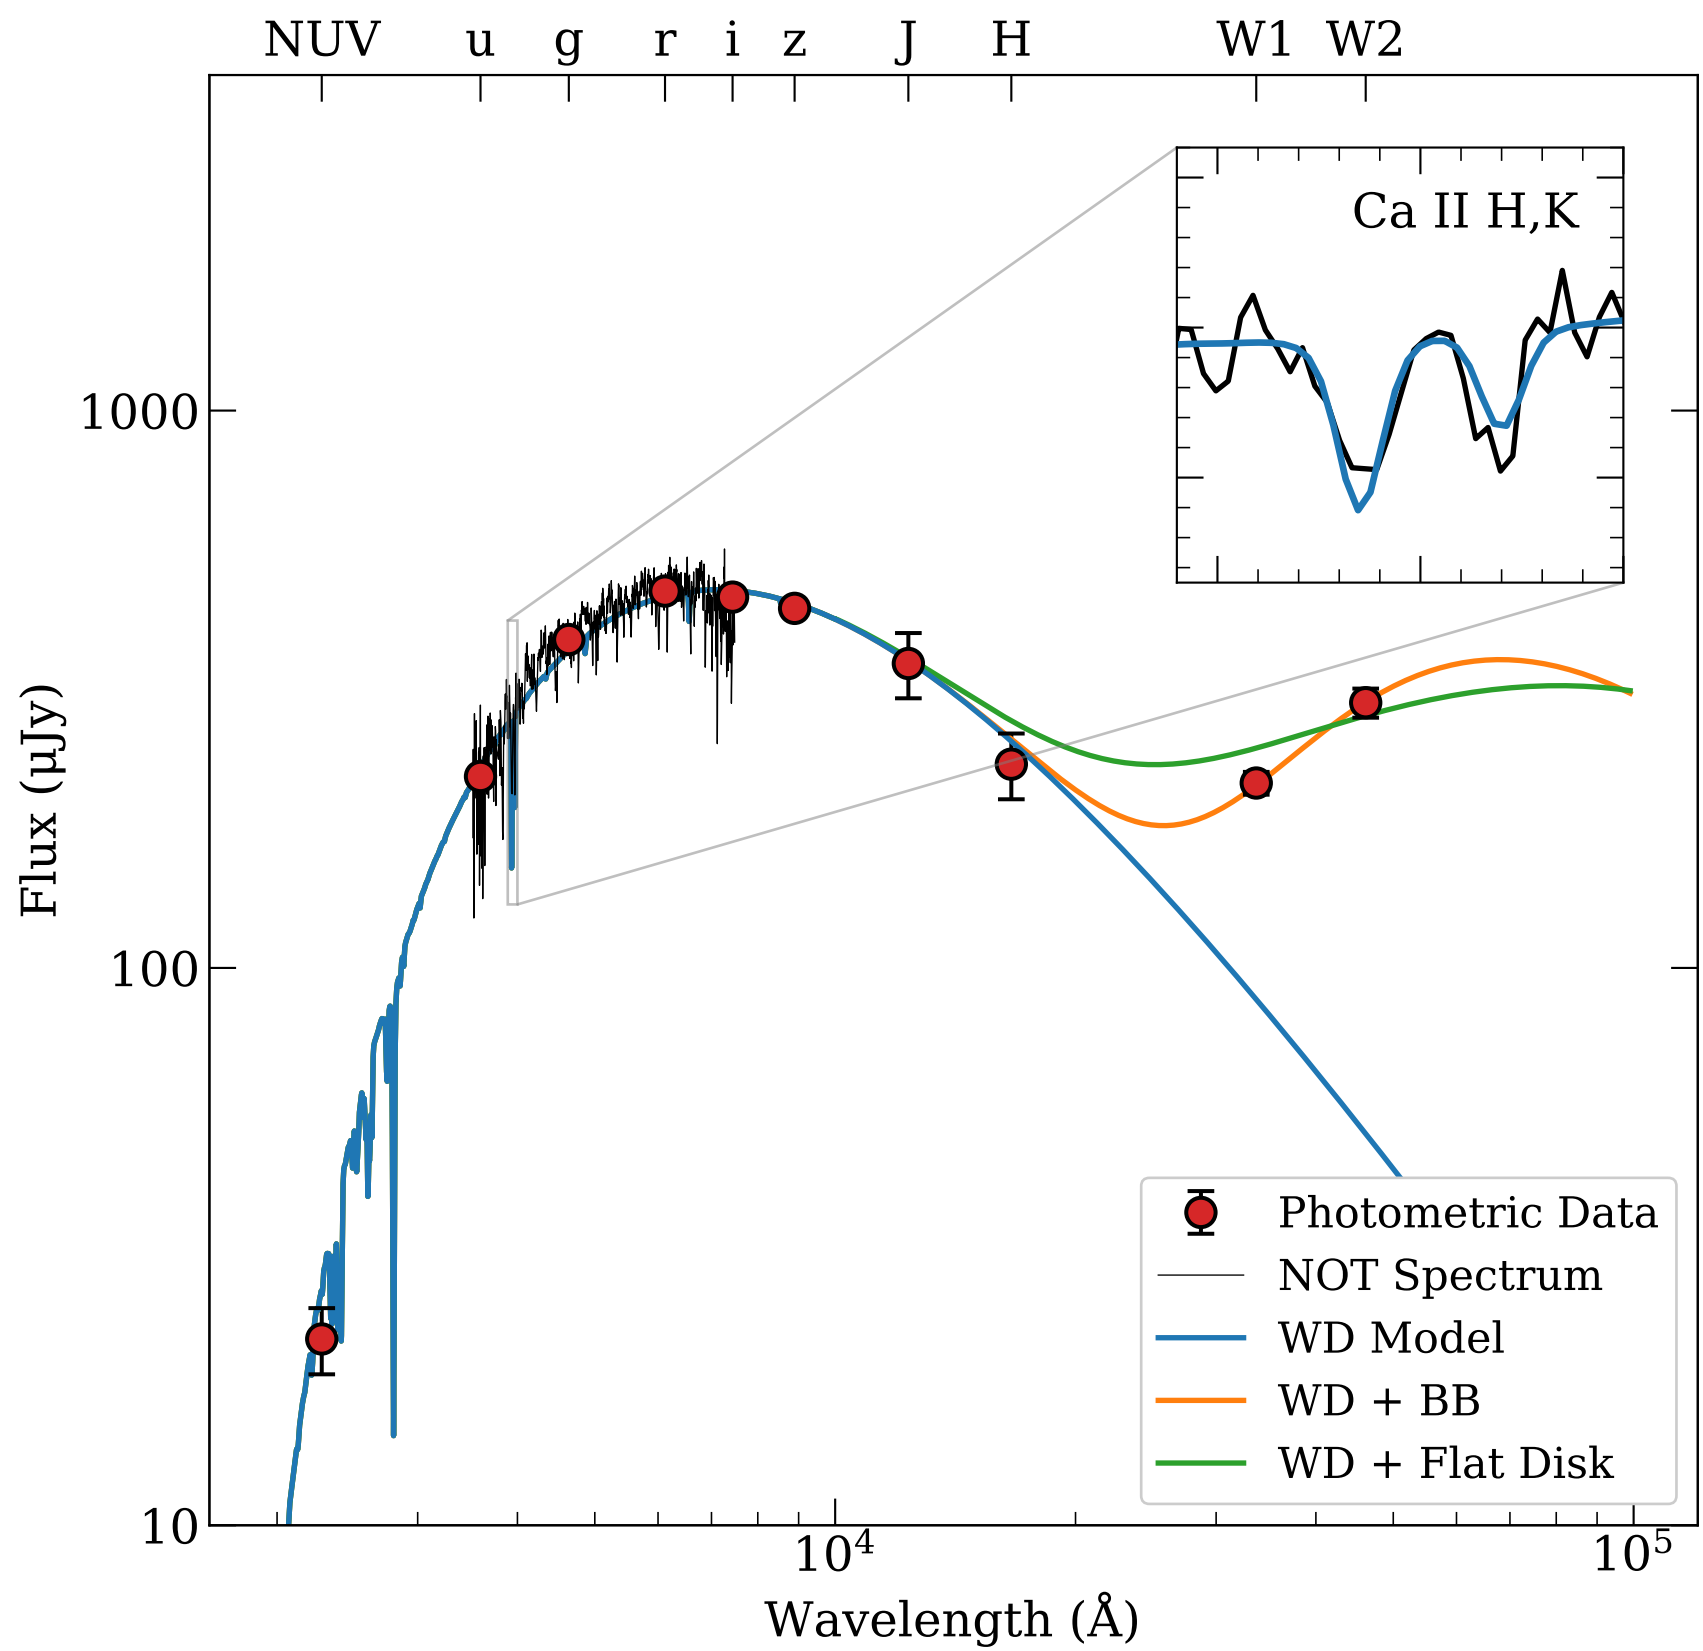 NUV u g r i z J H W1 W2
Ca II H,K
1000
100
10
10⁴ 10⁵
Flux (μJy)
Wavelength (Å)
Photometric Data
NOT Spectrum
WD Model
WD + BB
WD + Flat Disk